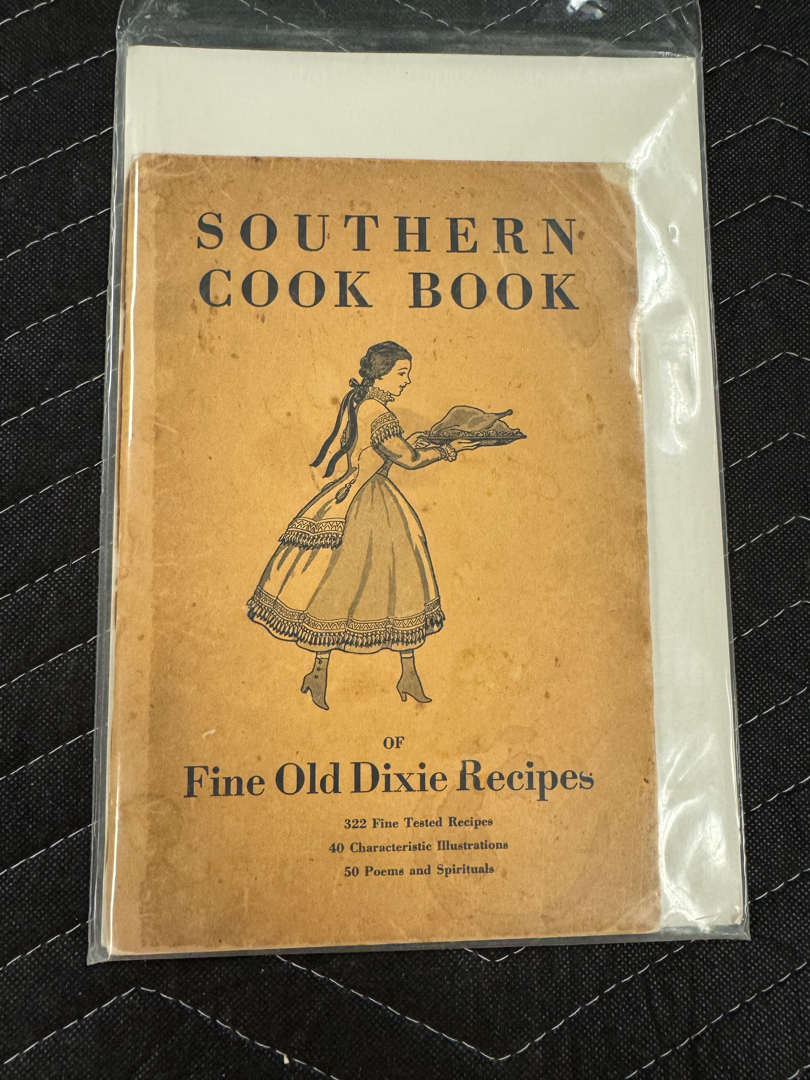 SOUTHERN
COOK BOOK
OF
Fine Old Dixie Recipes
322 Fine Tested Recipes
40 Characteristic Illustrations
50 Poems and Spirituals